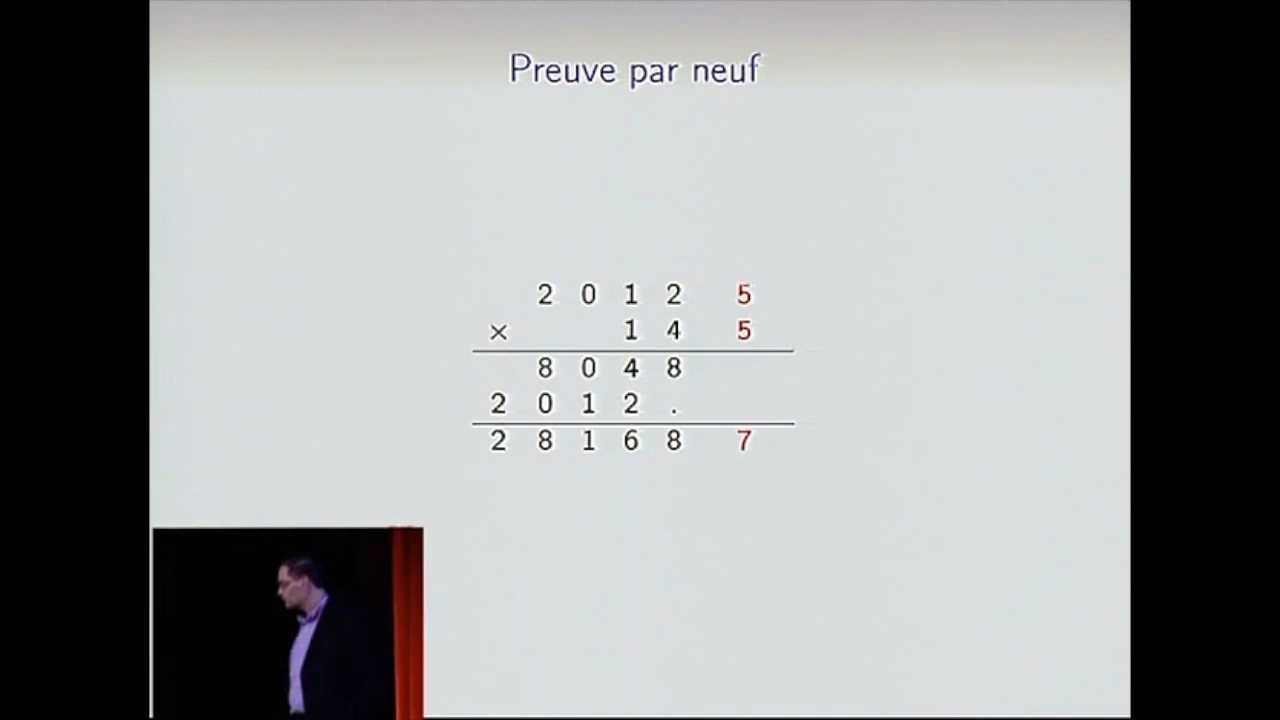 Preuve par neuf
2 0 1 2 5
× 1 4 5
8 0 4 8
2 0 1 2 .
2 8 1 6 8 7